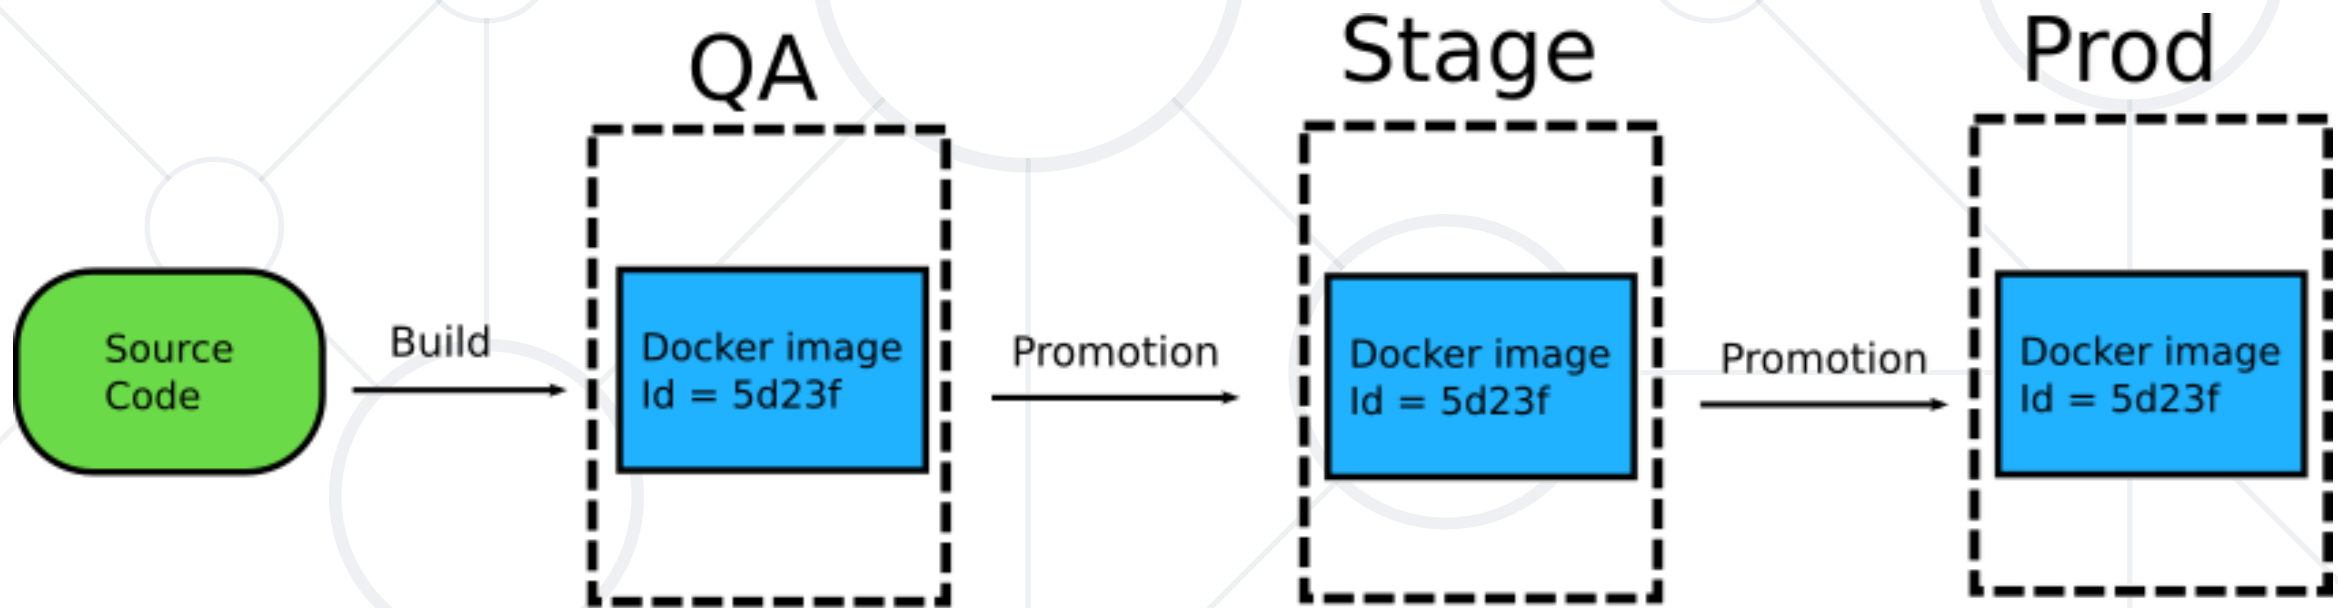 QA
Stage
Prod
Source
Code
Build
Docker image
Id = 5d23f
Promotion
Docker image
Id = 5d23f
Promotion
Docker image
Id = 5d23f